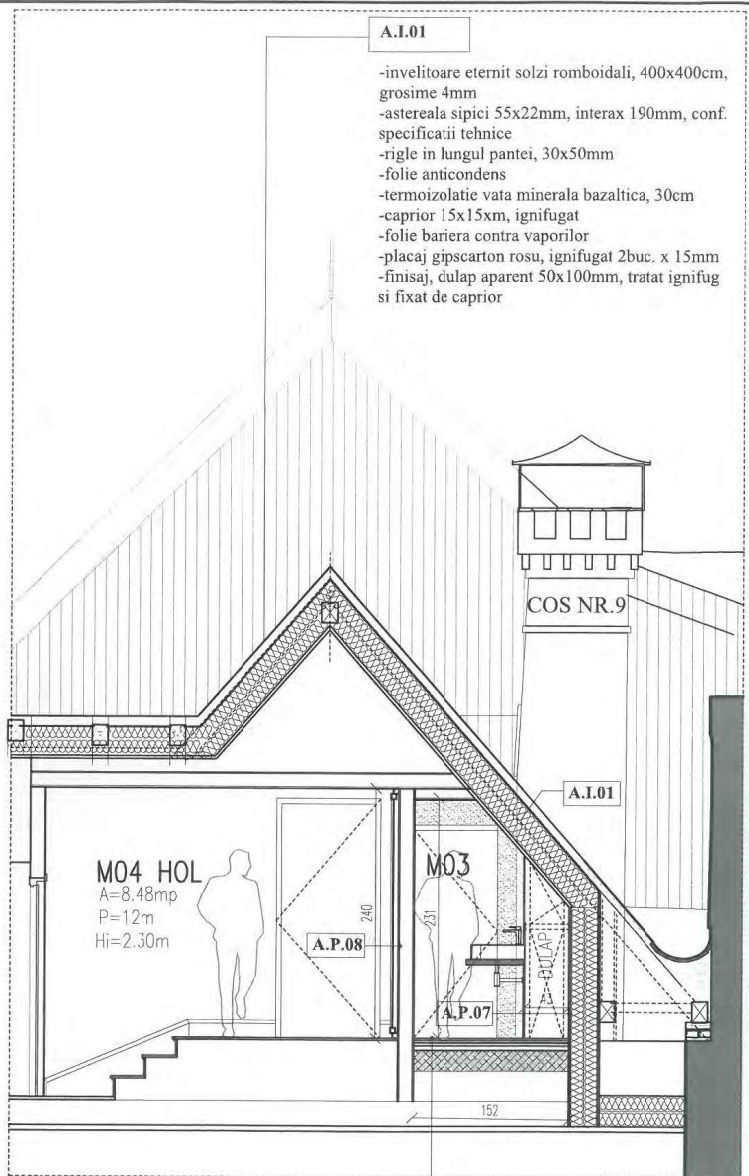 A.I.01
-invelitoare eternit solzi romboidali, 400x400cm,
grosime 4mm
-astereala sipici 55x22mm, interax 190mm, conf.
specificatii tehnice
-rigle in lungul pantei, 30x50mm
-folie anticondens
-termoizolatie vata minerala bazaltica, 30cm
-caprior 15x15xm, ignifugat
-folie bariera contra vaporilor
-placaj gipscarton rosu, ignifugat 2buc. x 15mm
-finisaj, dulap aparent 50x100mm, tratat ignifug
si fixat de caprior
COS NR.9
A.I.01
M04 HOL
A=8.48mp
P=12m
Hi=2.30m
M03
240
231
A.P.08
DULAP
A.P.07
152